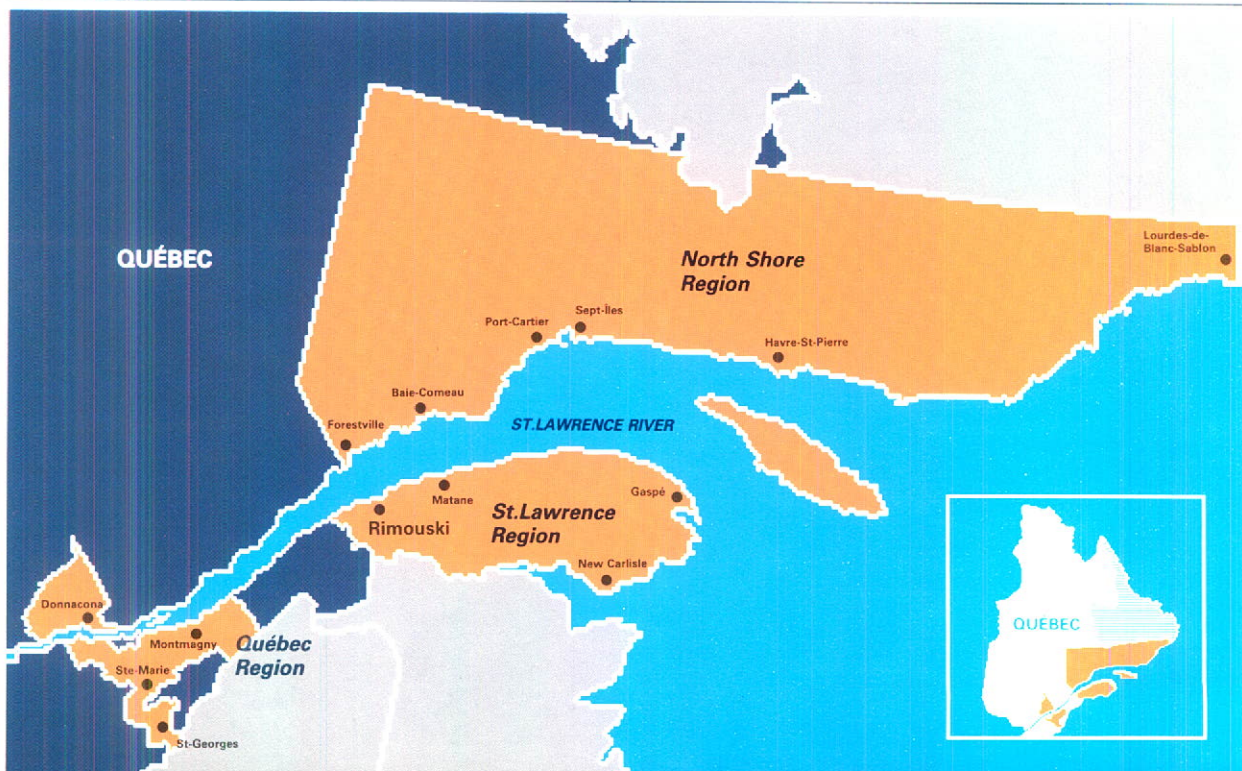 QUÉBEC
North Shore
Region
Lourdes-de-
Blanc-Sablon
Port-Cartier
Sept-Îles
Havre-St-Pierre
Baie-Comeau
Forestville
ST.LAWRENCE RIVER
Matane
Gaspé
Rimouski
St.Lawrence
Region
New Carlisle
Donnacona
Montmagny
Québec
Region
Ste-Marie
St-Georges
QUÉBEC